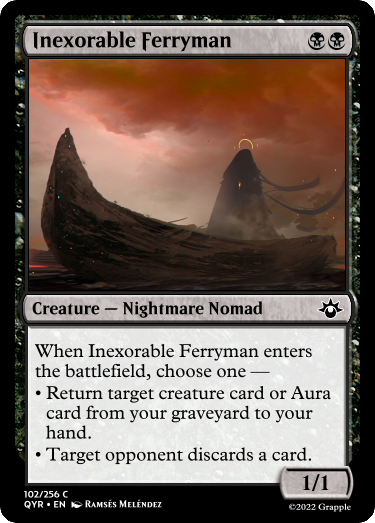 Inexorable Ferryman
Creature — Nightmare Nomad
When Inexorable Ferryman enters
the battlefield, choose one —
• Return target creature card or Aura
card from your graveyard to your
hand.
• Target opponent discards a card.
1/1
102/256 C
QYR • EN Ramsés Meléndez
©2022 Grapple